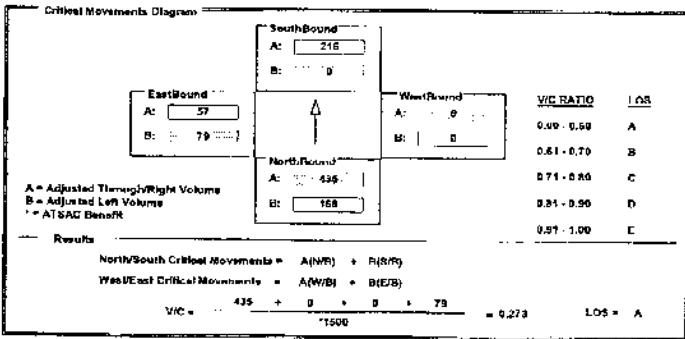 Critical Movements Diagram
SouthBound
A: 216
B: 0
EastBound
A: 57
B: 79
WestBound
A: 0
B: 0
NorthBound
A: 435
B: 168
A = Adjusted Through/Right Volume
B = Adjusted Left Volume
* = ATSAC Benefit
V/C RATIO LOS
0.00 - 0.60 A
0.61 - 0.70 B
0.71 - 0.80 C
0.81 - 0.90 D
0.91 - 1.00 E
Results
North/South Critical Movements = A(N/B) + B(S/B)
West/East Critical Movements = A(W/B) + B(E/B)
V/C = 435 + 0 + 0 + 79 = 0.273 LOS = A
*1500